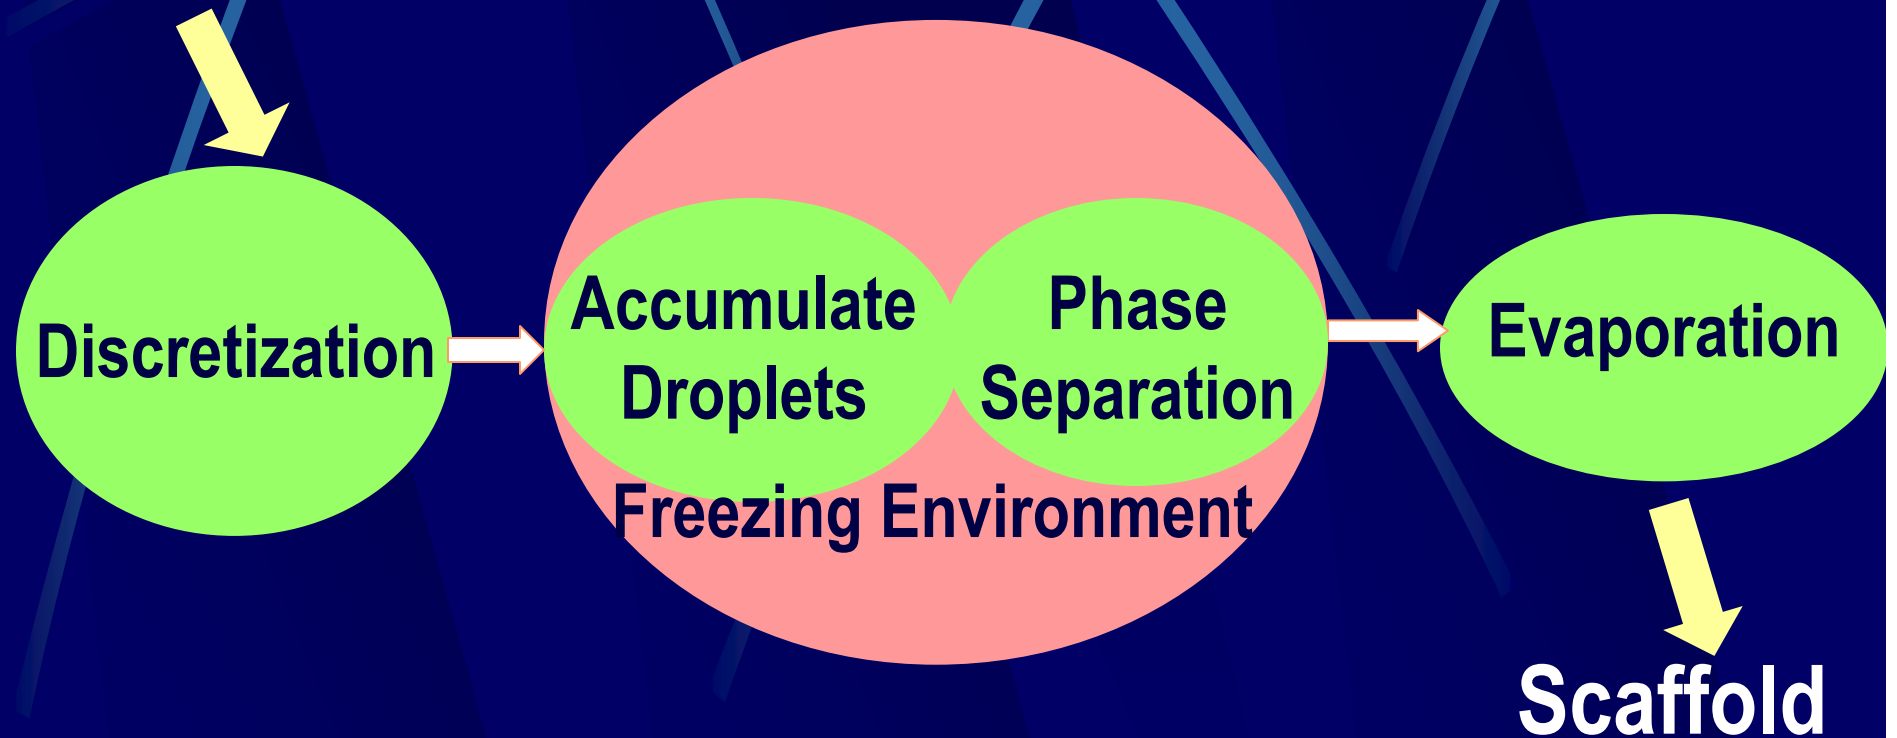 Discretization
Accumulate
Droplets
Phase
Separation
Freezing Environment
Evaporation
Scaffold